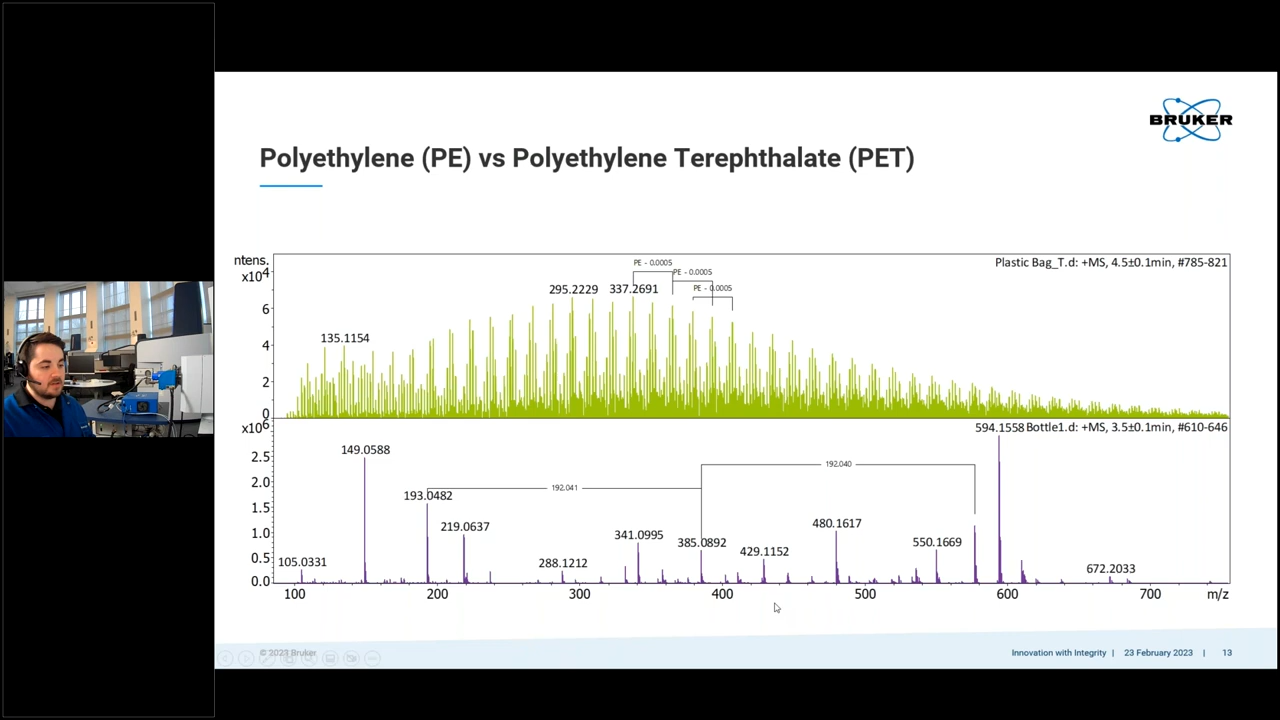 BRUKER
Polyethylene (PE) vs Polyethylene Terephthalate (PET)
ntens.
x10⁴
6
4
2
0
135.1154
295.2229
337.2691
PE - 0.0005
PE - 0.0005
PE - 0.0005
Plastic Bag_T.d: +MS, 4.5±0.1min, #785-821
x10⁶
2.5
2.0
1.5
1.0
0.5
0.0
105.0331
149.0588
193.0482
219.0637
288.1212
341.0995
385.0892
429.1152
480.1617
550.1669
594.1558
672.2033
192.041
192.040
Bottle1.d: +MS, 3.5±0.1min, #610-646
100 200 300 400 500 600 700 m/z
© 2023 Bruker
Innovation with Integrity | 23 February 2023 | 13